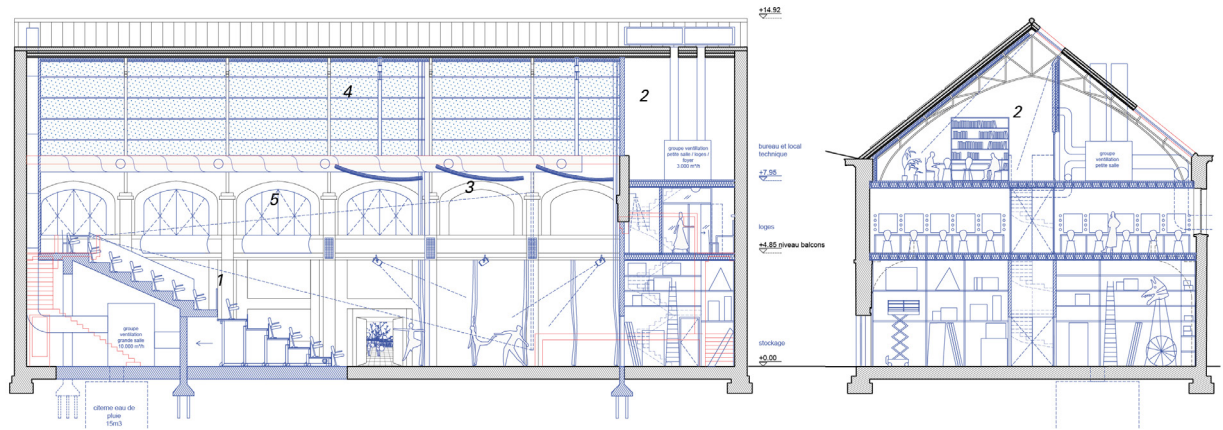 +14.92
4
2
groupe ventilation
petite salle / loges /
foyer
3.000 m³/h
3
5
1
groupe
ventilation
grande salle
18.000 m³/h
citerne eau de
pluie
15m3
bureau et local
technique
+7.95
loges
+4.85 niveau balcons
stockage
+0.00
2
groupe
ventilation
petite salle